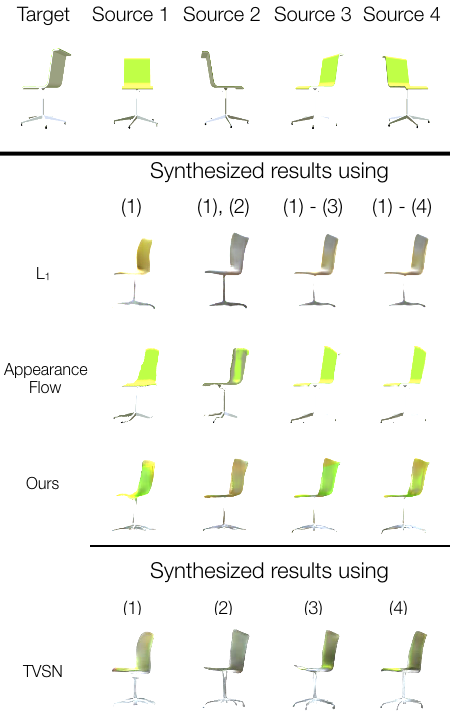 Target Source 1 Source 2 Source 3 Source 4
Synthesized results using
(1) (1), (2) (1) - (3) (1) - (4)
L₁
Appearance
Flow
Ours
Synthesized results using
(1) (2) (3) (4)
TVSN